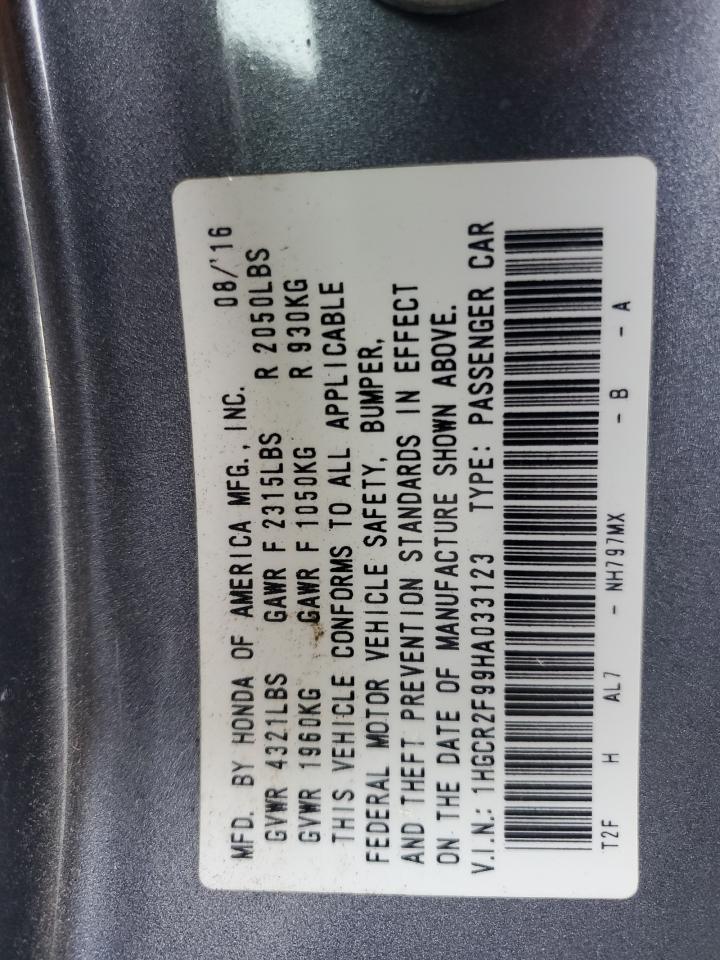 MFD. BY HONDA OF AMERICA MFG., INC. 08/'16
GVWR 4321LBS GAWR F 2315LBS R 2050LBS
GVWR 1960KG GAWR F 1050KG R 930KG
THIS VEHICLE CONFORMS TO ALL APPLICABLE
FEDERAL MOTOR VEHICLE SAFETY, BUMPER,
AND THEFT PREVENTION STANDARDS IN EFFECT
ON THE DATE OF MANUFACTURE SHOWN ABOVE.
V.I.N.: 1HGCR2F99HA033123 TYPE: PASSENGER CAR
T2F H AL7 - NH797MX - B - A